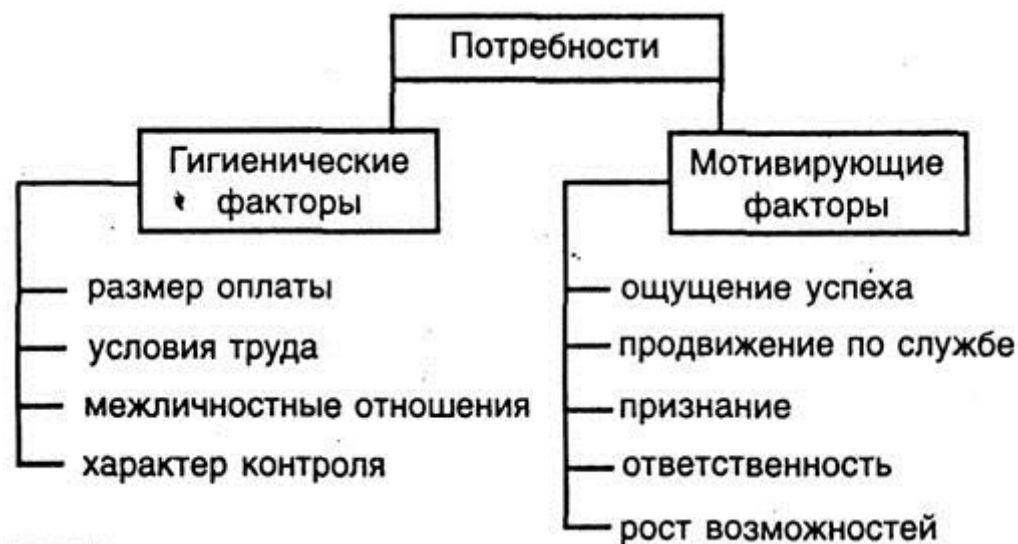 Потребности
Гигиенические
факторы
размер оплаты
условия труда
межличностные отношения
характер контроля
Мотивирующие
факторы
ощущение успеха
продвижение по службе
признание
ответственность
рост возможностей